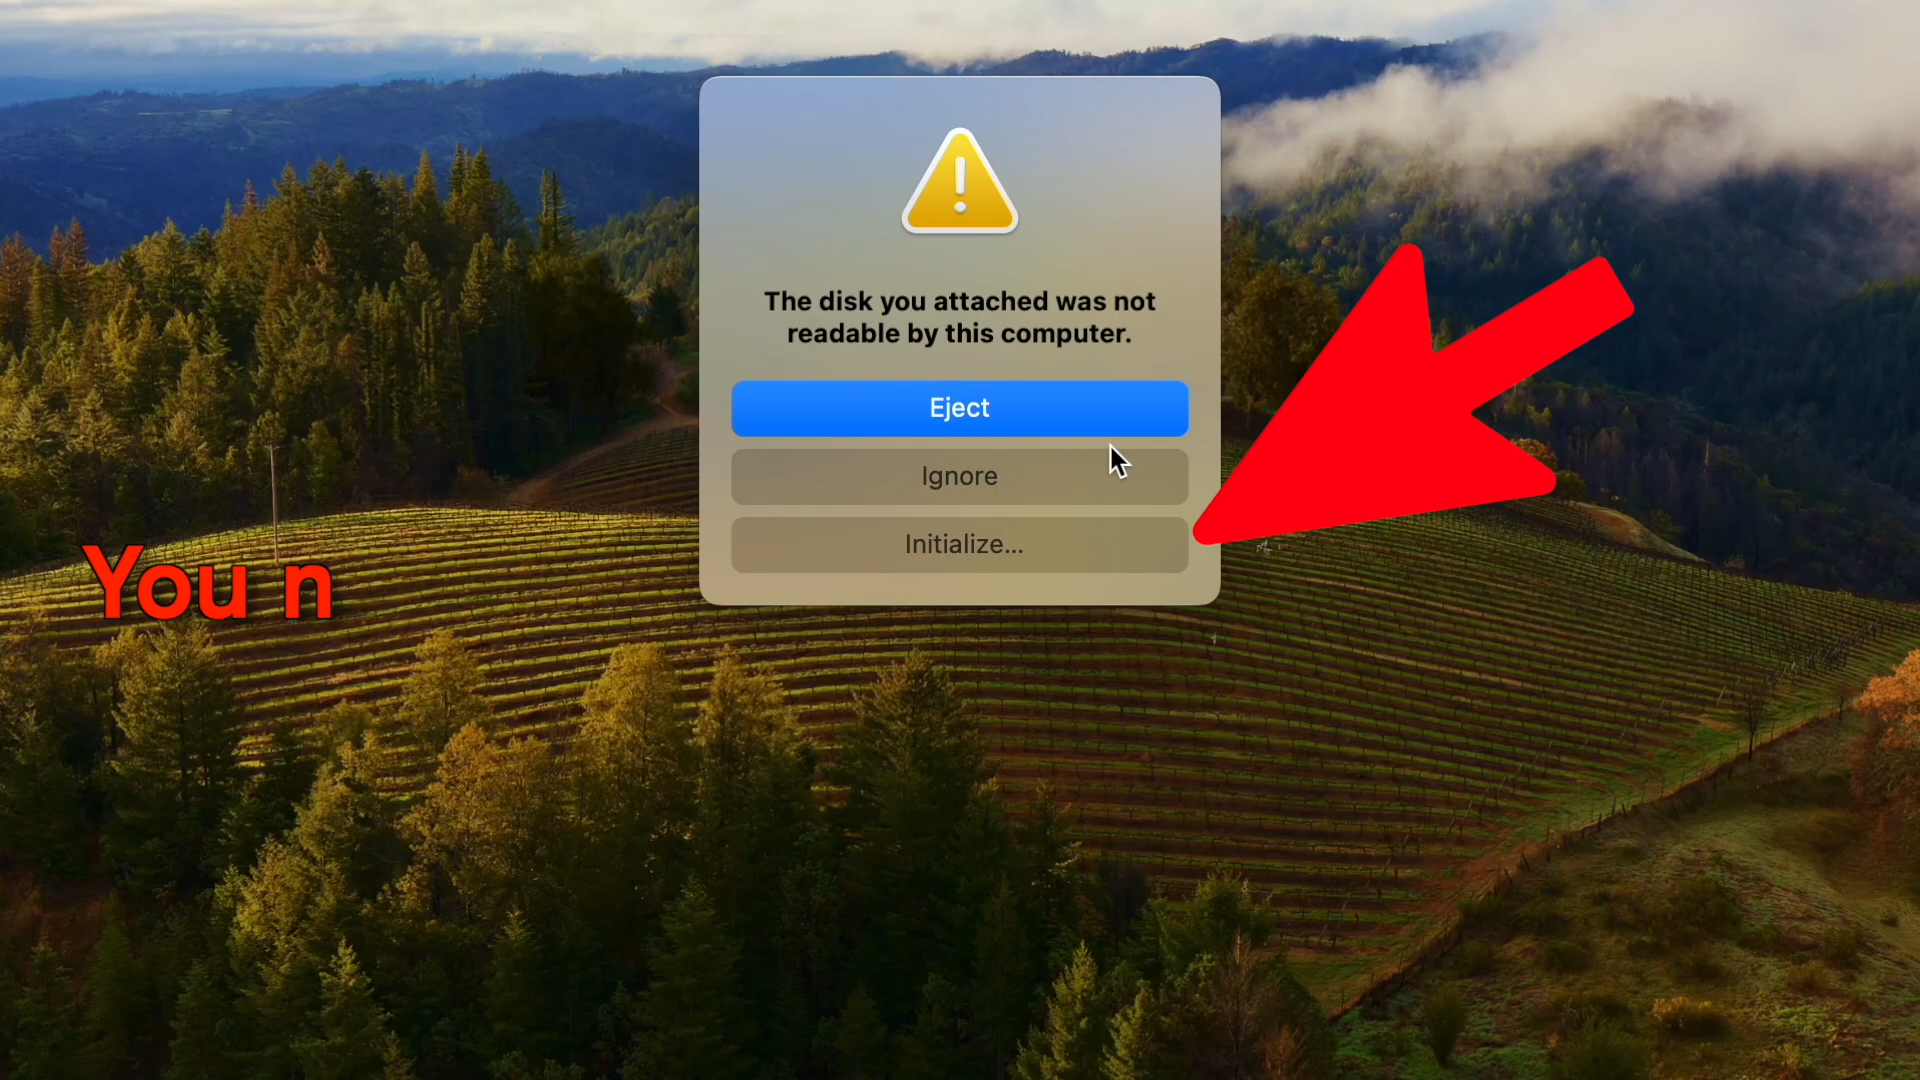 The disk you attached was not
readable by this computer.
Eject
Ignore
Initialize...
You n